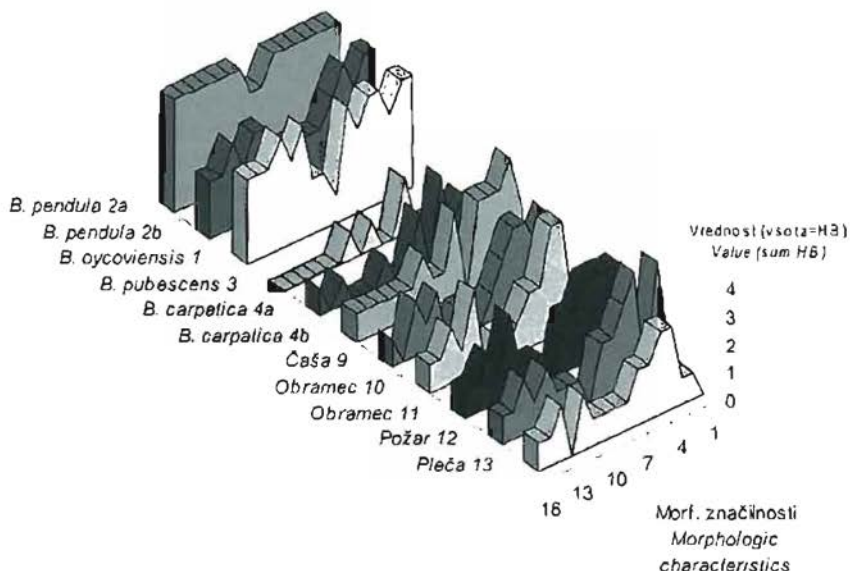 B. pendula 2a
B. pendula 2b
B. oycoviensis 1
B. pubescens 3
B. carpatica 4a
B. carpatica 4b
Čaša 9
Obramec 10
Obramec 11
Požar 12
Pleča 13
Vrednost (vsota=HB)
Value (sum HB)
4
3
2
1
0
1
4
7
10
13
16
Morf. značilnosti
Morphologic
characteristics